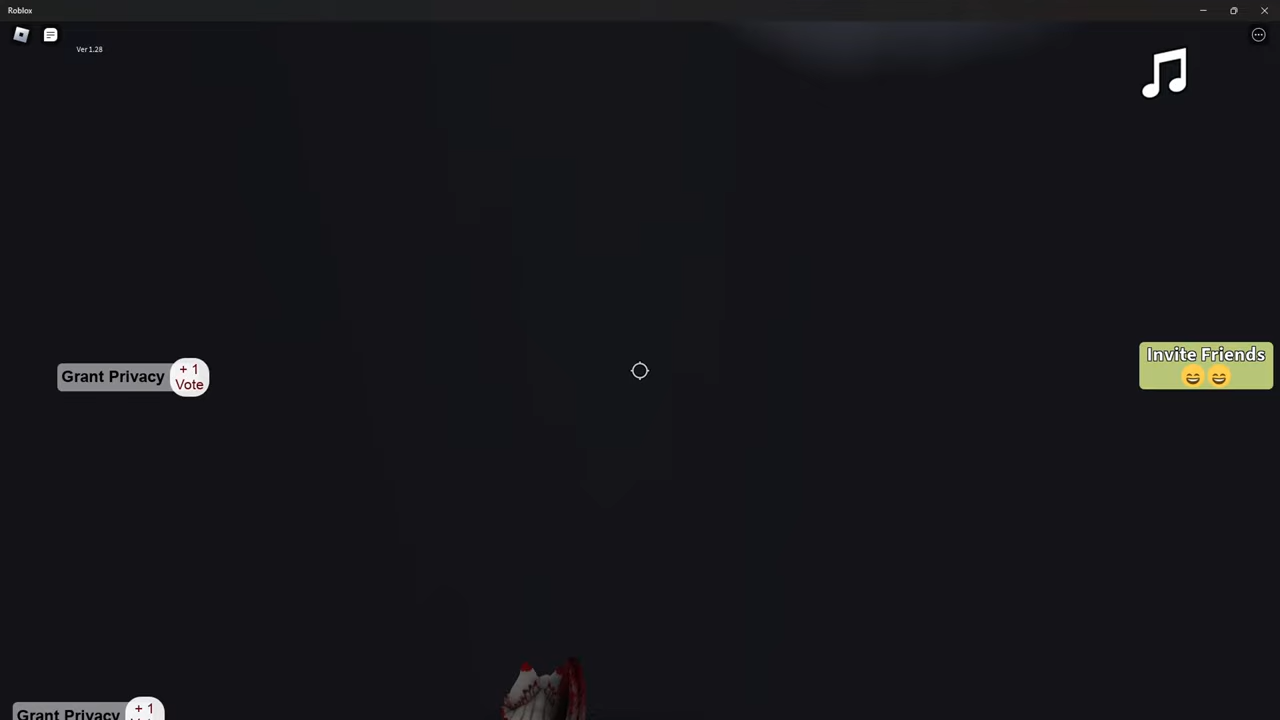 Roblox
Ver 1.28
Grant Privacy
+ 1
Vote
Invite Friends
Grant Privacy
+ 1